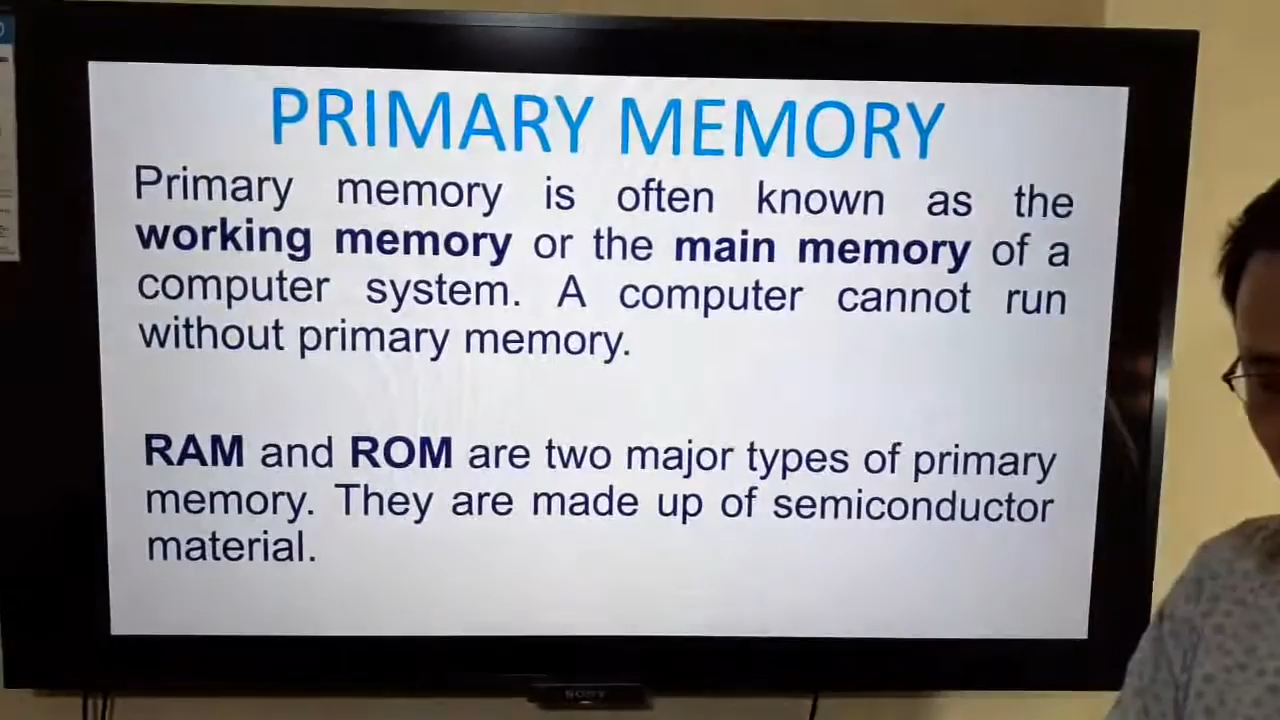 PRIMARY MEMORY
Primary memory is often known as the
working memory or the main memory of a
computer system. A computer cannot run
without primary memory.
RAM and ROM are two major types of primary
memory. They are made up of semiconductor
material.
SONY